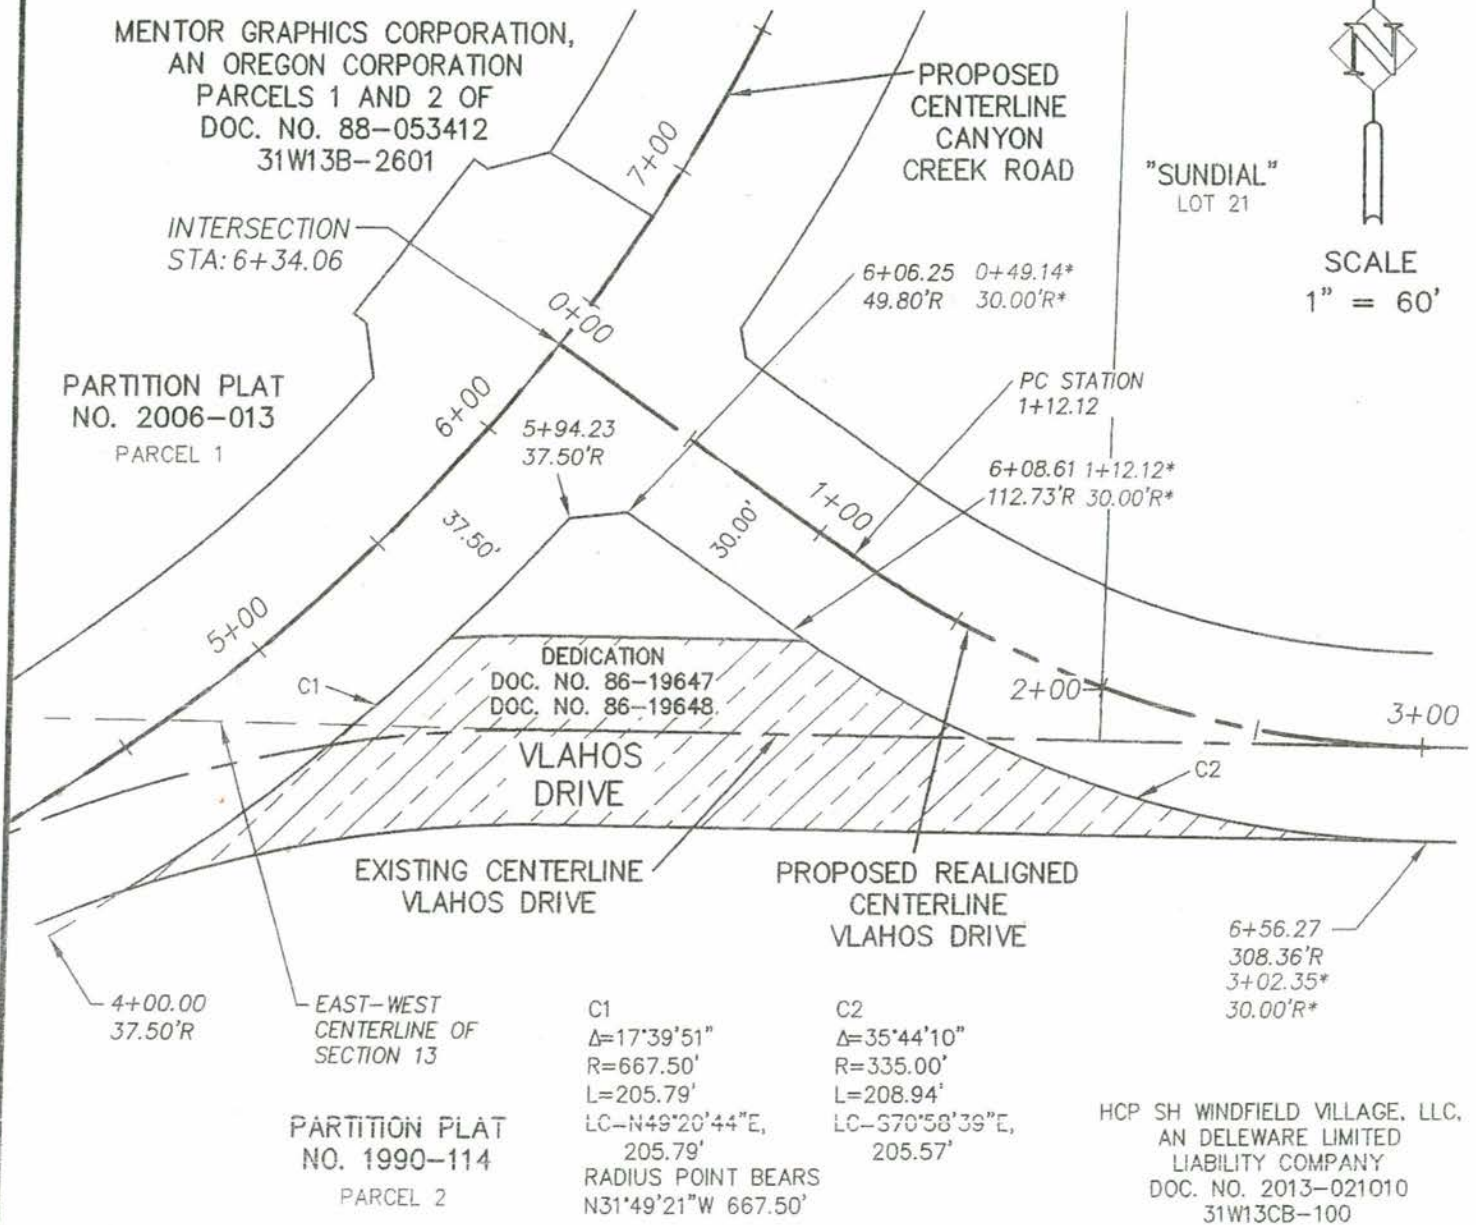 MENTOR GRAPHICS CORPORATION,
AN OREGON CORPORATION
PARCELS 1 AND 2 OF
DOC. NO. 88-053412
31W13B-2601
INTERSECTION
STA: 6+34.06
PROPOSED
CENTERLINE
CANYON
CREEK ROAD
"SUNDIAL"
LOT 21
N
SCALE
1" = 60'
7+00
0+00
6+06.25 0+49.14*
49.80'R 30.00'R*
PARTITION PLAT
NO. 2006-013
PARCEL 1
6+00
5+94.23
37.50'R
PC STATION
1+12.12
6+08.61 1+12.12*
112.73'R 30.00'R*
37.50'
30.00'
1+00
5+00
C1
DEDICATION
DOC. NO. 86-19647
DOC. NO. 86-19648
VLAHOS
DRIVE
2+00
3+00
C2
EXISTING CENTERLINE
VLAHOS DRIVE
PROPOSED REALIGNED
CENTERLINE
VLAHOS DRIVE
6+56.27
308.36'R
3+02.35*
30.00'R*
4+00.00
37.50'R
EAST-WEST
CENTERLINE OF
SECTION 13
C1
Δ=17°39'51"
R=667.50'
L=205.79'
LC-N49°20'44"E,
205.79'
RADIUS POINT BEARS
N31°49'21"W 667.50'
C2
Δ=35°44'10"
R=335.00'
L=208.94'
LC-S70°58'39"E,
205.57'
PARTITION PLAT
NO. 1990-114
PARCEL 2
HCP SH WINDFIELD VILLAGE, LLC,
AN DELEWARE LIMITED
LIABILITY COMPANY
DOC. NO. 2013-021010
31W13CB-100